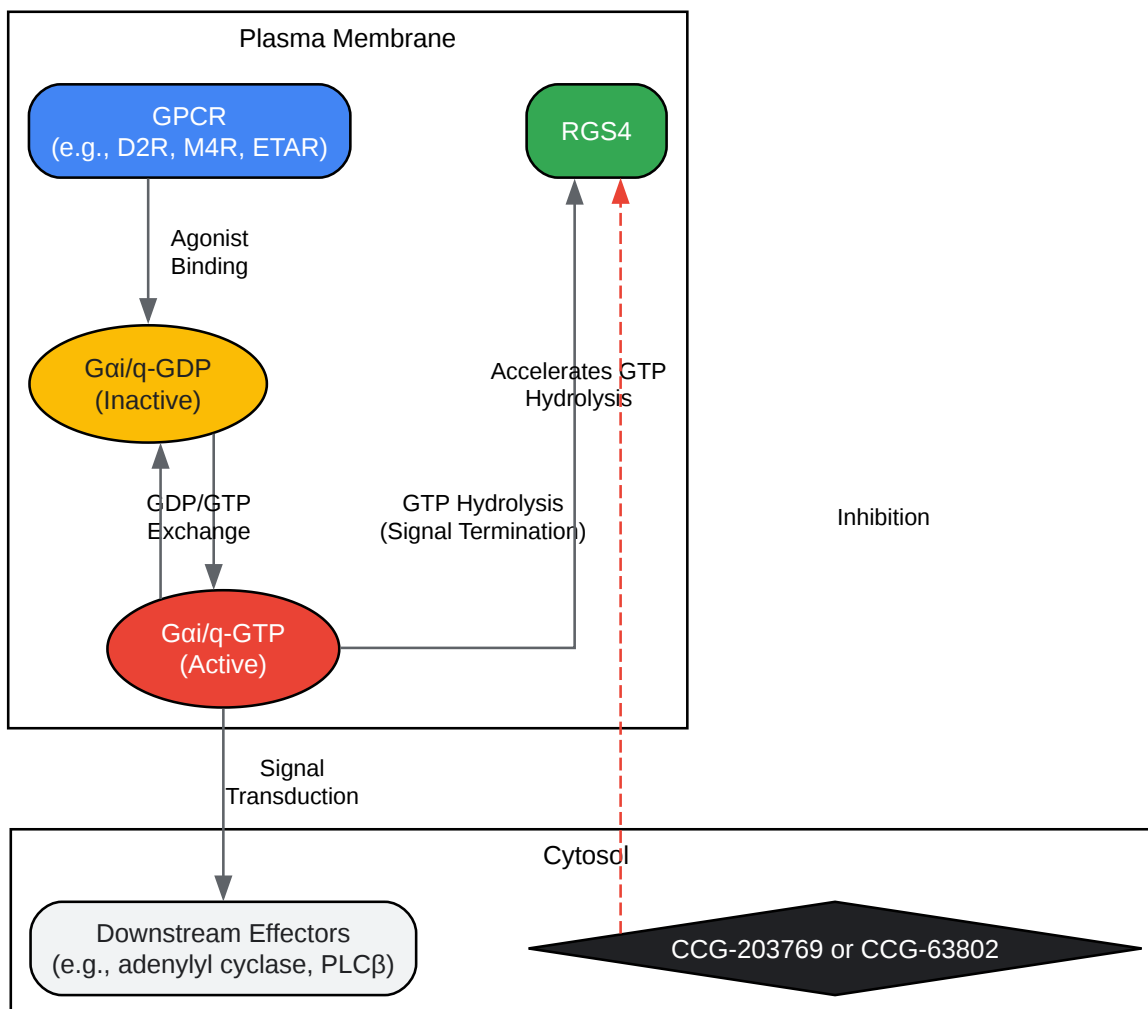 Plasma Membrane
GPCR
(e.g., D2R, M4R, ETAR)
RGS4
Agonist
Binding
Gαi/q-GDP
(Inactive)
Accelerates GTP
Hydrolysis
GDP/GTP
Exchange
GTP Hydrolysis
(Signal Termination)
Inhibition
Gαi/q-GTP
(Active)
Signal
Transduction
Cytosol
Downstream Effectors
(e.g., adenylyl cyclase, PLCβ)
CCG-203769 or CCG-63802